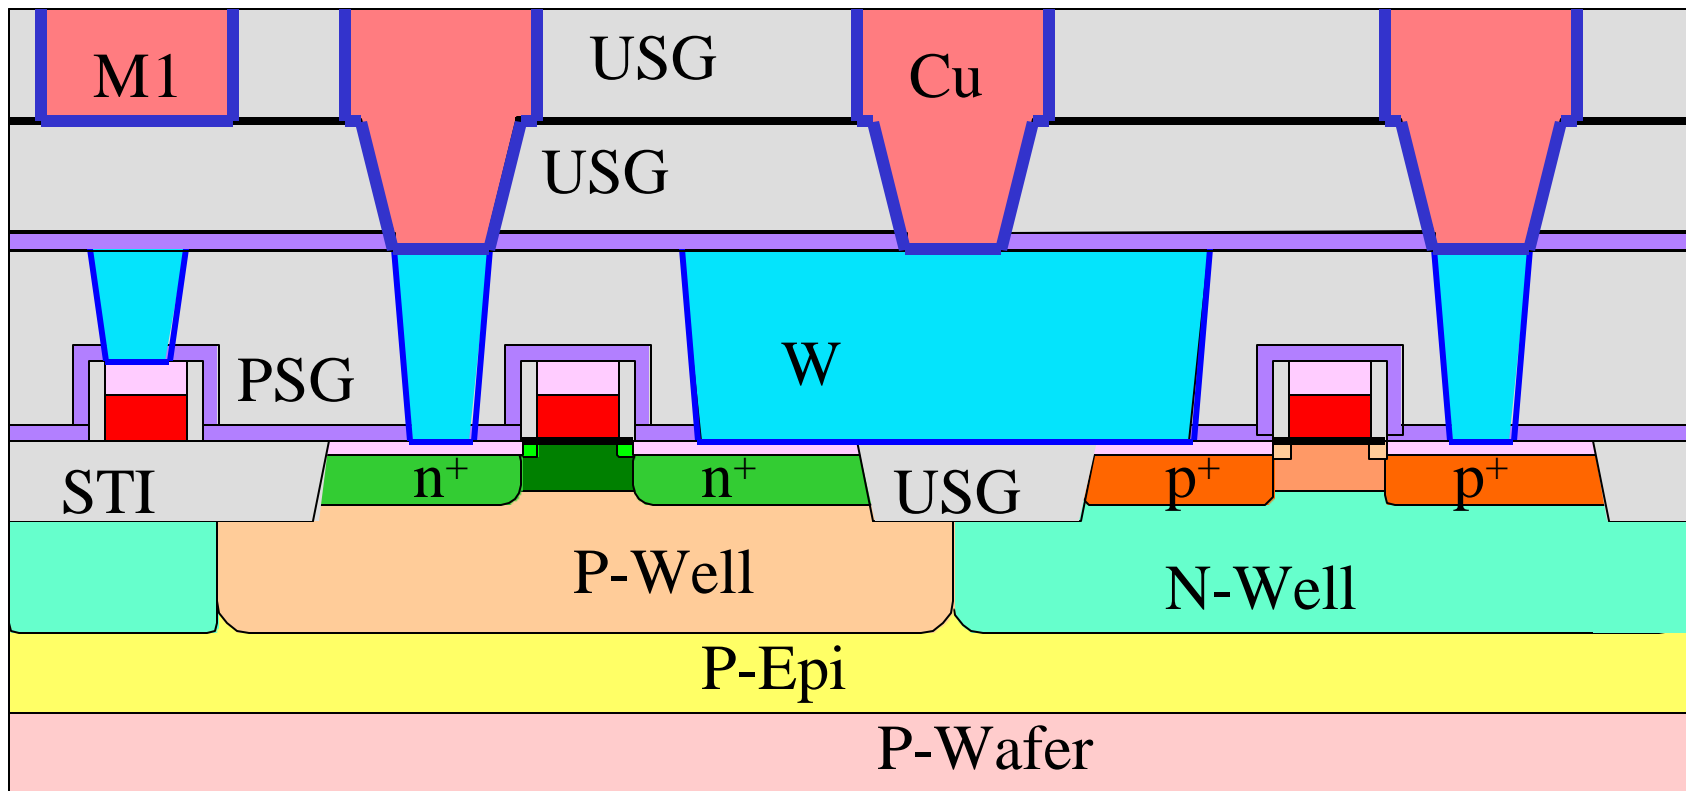 M1
USG
Cu
USG
W
PSG
STI
n⁺
n⁺
USG
p⁺
p⁺
P-Well
N-Well
P-Epi
P-Wafer